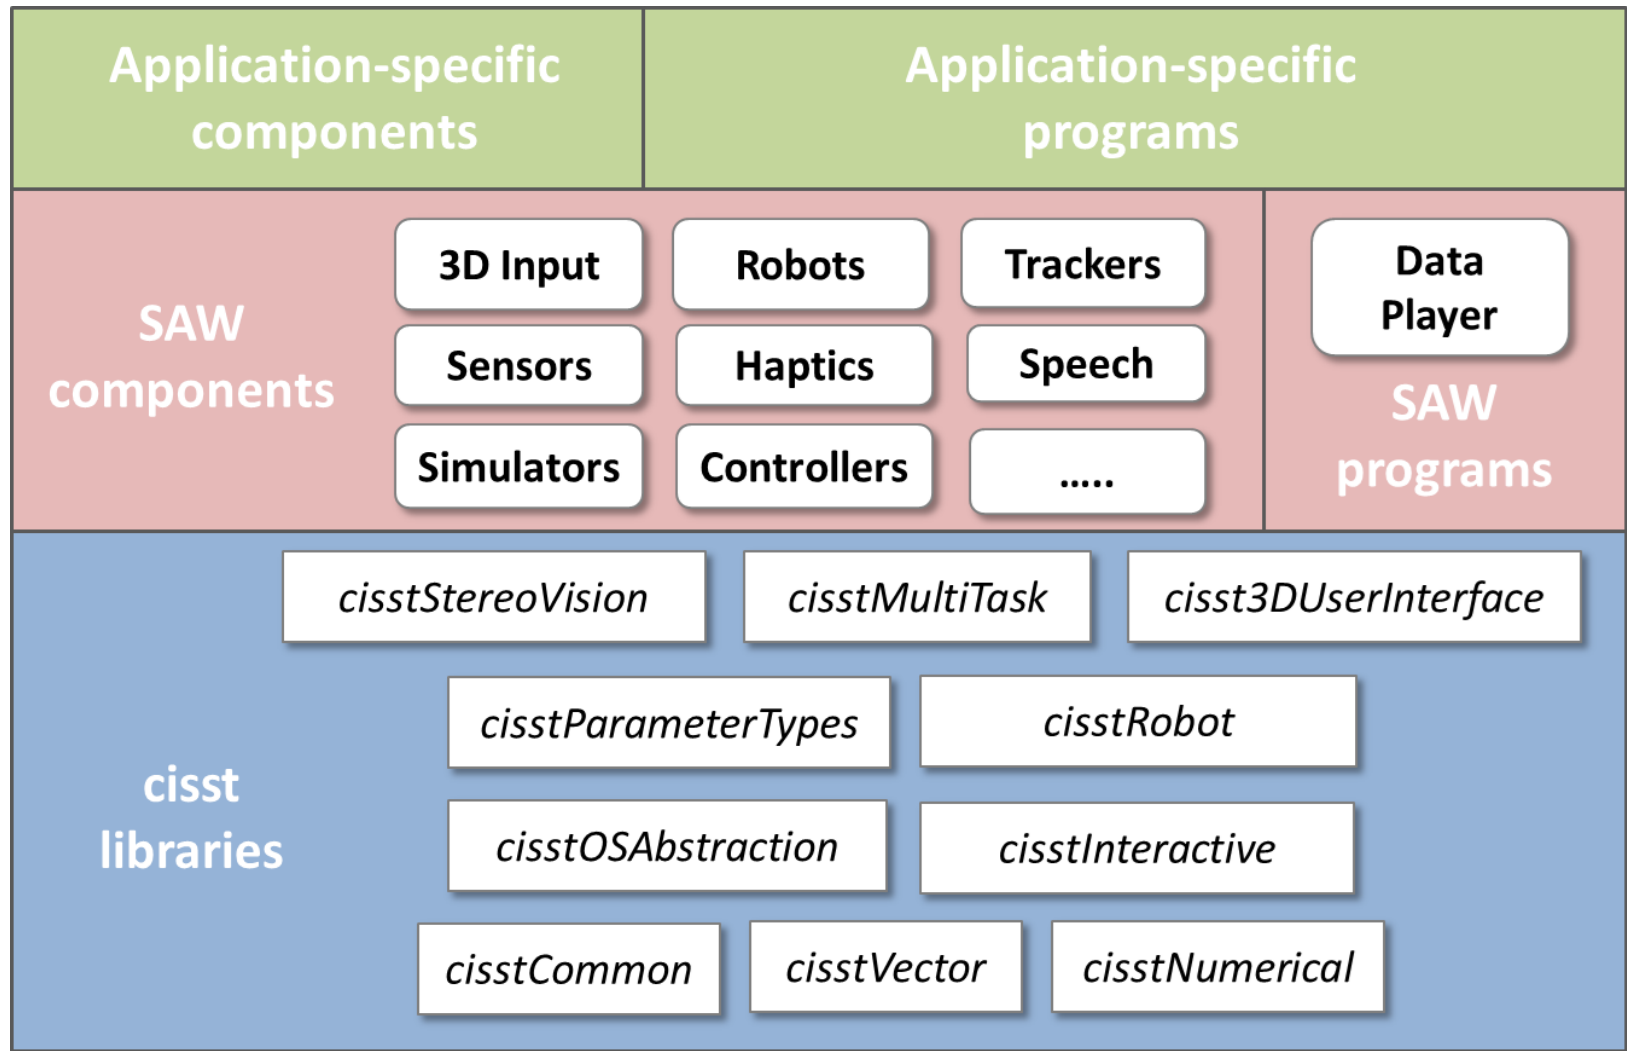 Application-specific
components
Application-specific
programs
SAW
components
3D Input
Robots
Trackers
Sensors
Haptics
Speech
Simulators
Controllers
.....
Data
Player
SAW
programs
cisst
libraries
cisstStereoVision
cisstMultiTask
cisst3DUserInterface
cisstParameterTypes
cisstRobot
cisstOSAbstraction
cisstInteractive
cisstCommon
cisstVector
cisstNumerical